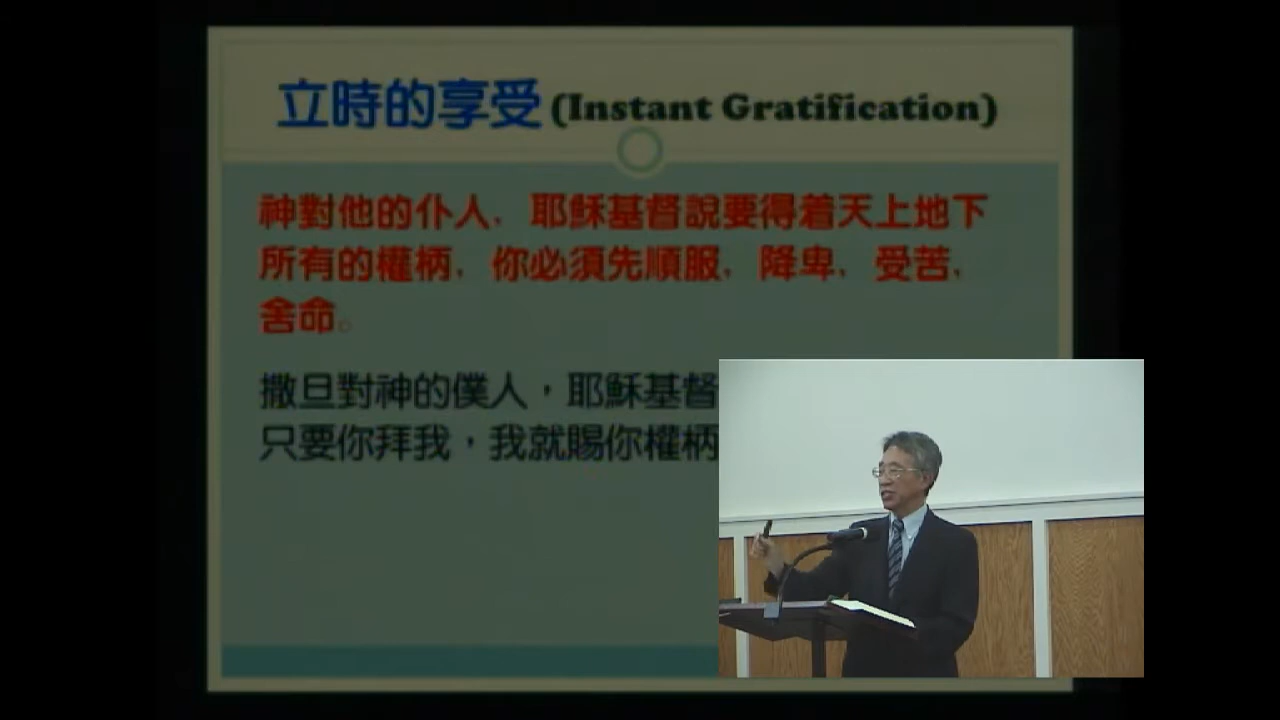 立時的享受 (Instant Gratification)
神對他的仆人，耶穌基督說要得着天上地下
所有的權柄，你必須先順服，降卑，受苦，
舍命。
撒旦對神的僕人，耶穌基督
只要你拜我，我就賜你權柄